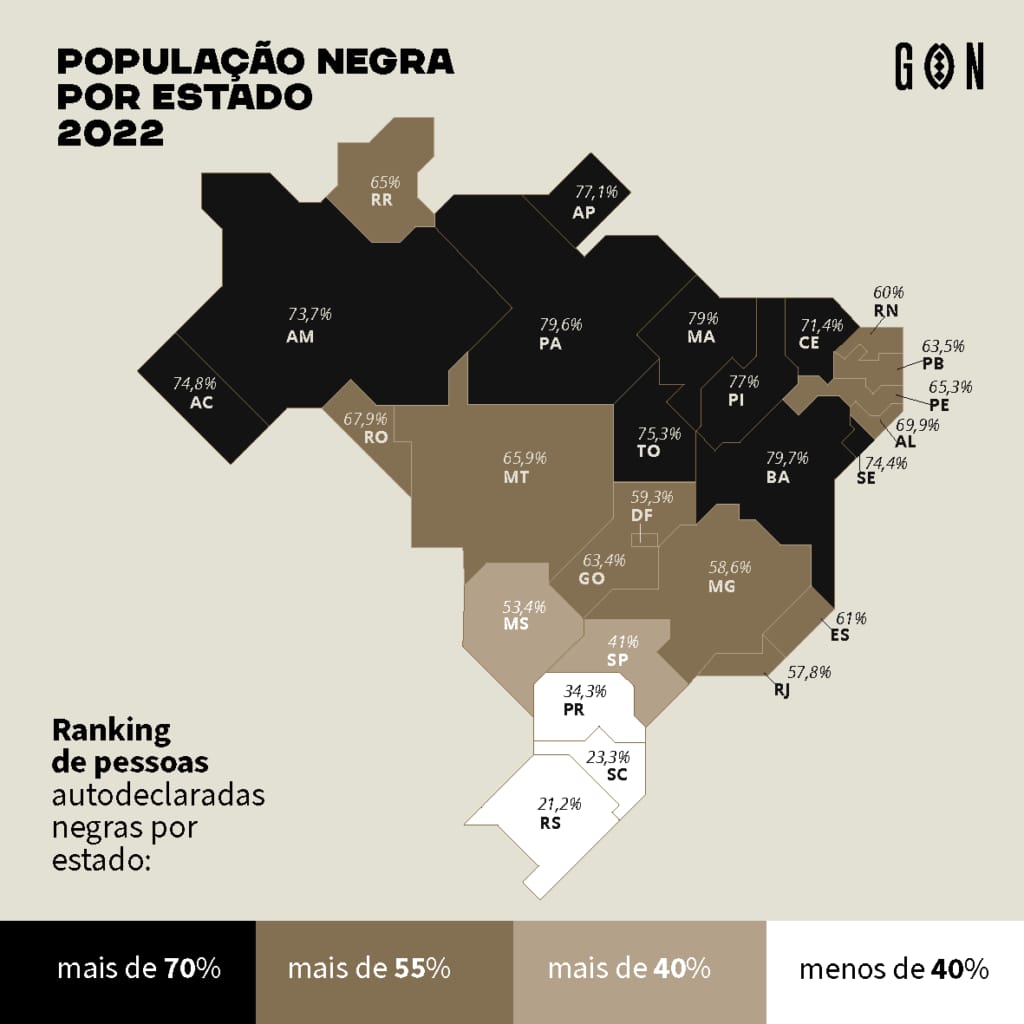 POPULAÇÃO NEGRA
POR ESTADO
2022
GON
65%
RR
77,1%
AP
73,7%
AM
79,6%
PA
79%
MA
71,4%
CE
60%
RN
63,5%
PB
65,3%
PE
69,9%
AL
74,4%
SE
74,8%
AC
67,9%
RO
77%
PI
75,3%
TO
65,9%
MT
79,7%
BA
59,3%
DF
63,4%
GO
58,6%
MG
53,4%
MS
61%
ES
41%
SP
57,8%
RJ
34,3%
PR
23,3%
SC
21,2%
RS
Ranking
de pessoas
autodeclaradas
negras por
estado:
mais de 70%
mais de 55%
mais de 40%
menos de 40%